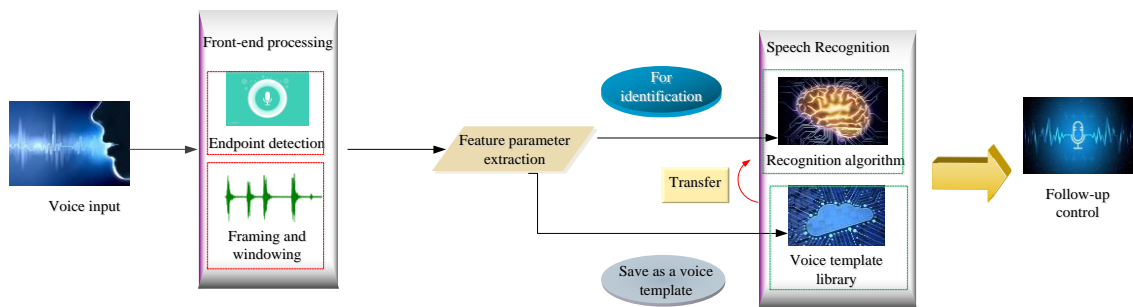 Voice input
Front-end processing
Endpoint detection
Framing and
windowing
Feature parameter
extraction
For
identification
Transfer
Save as a voice
template
Speech Recognition
Recognition algorithm
Voice template
library
Follow-up
control